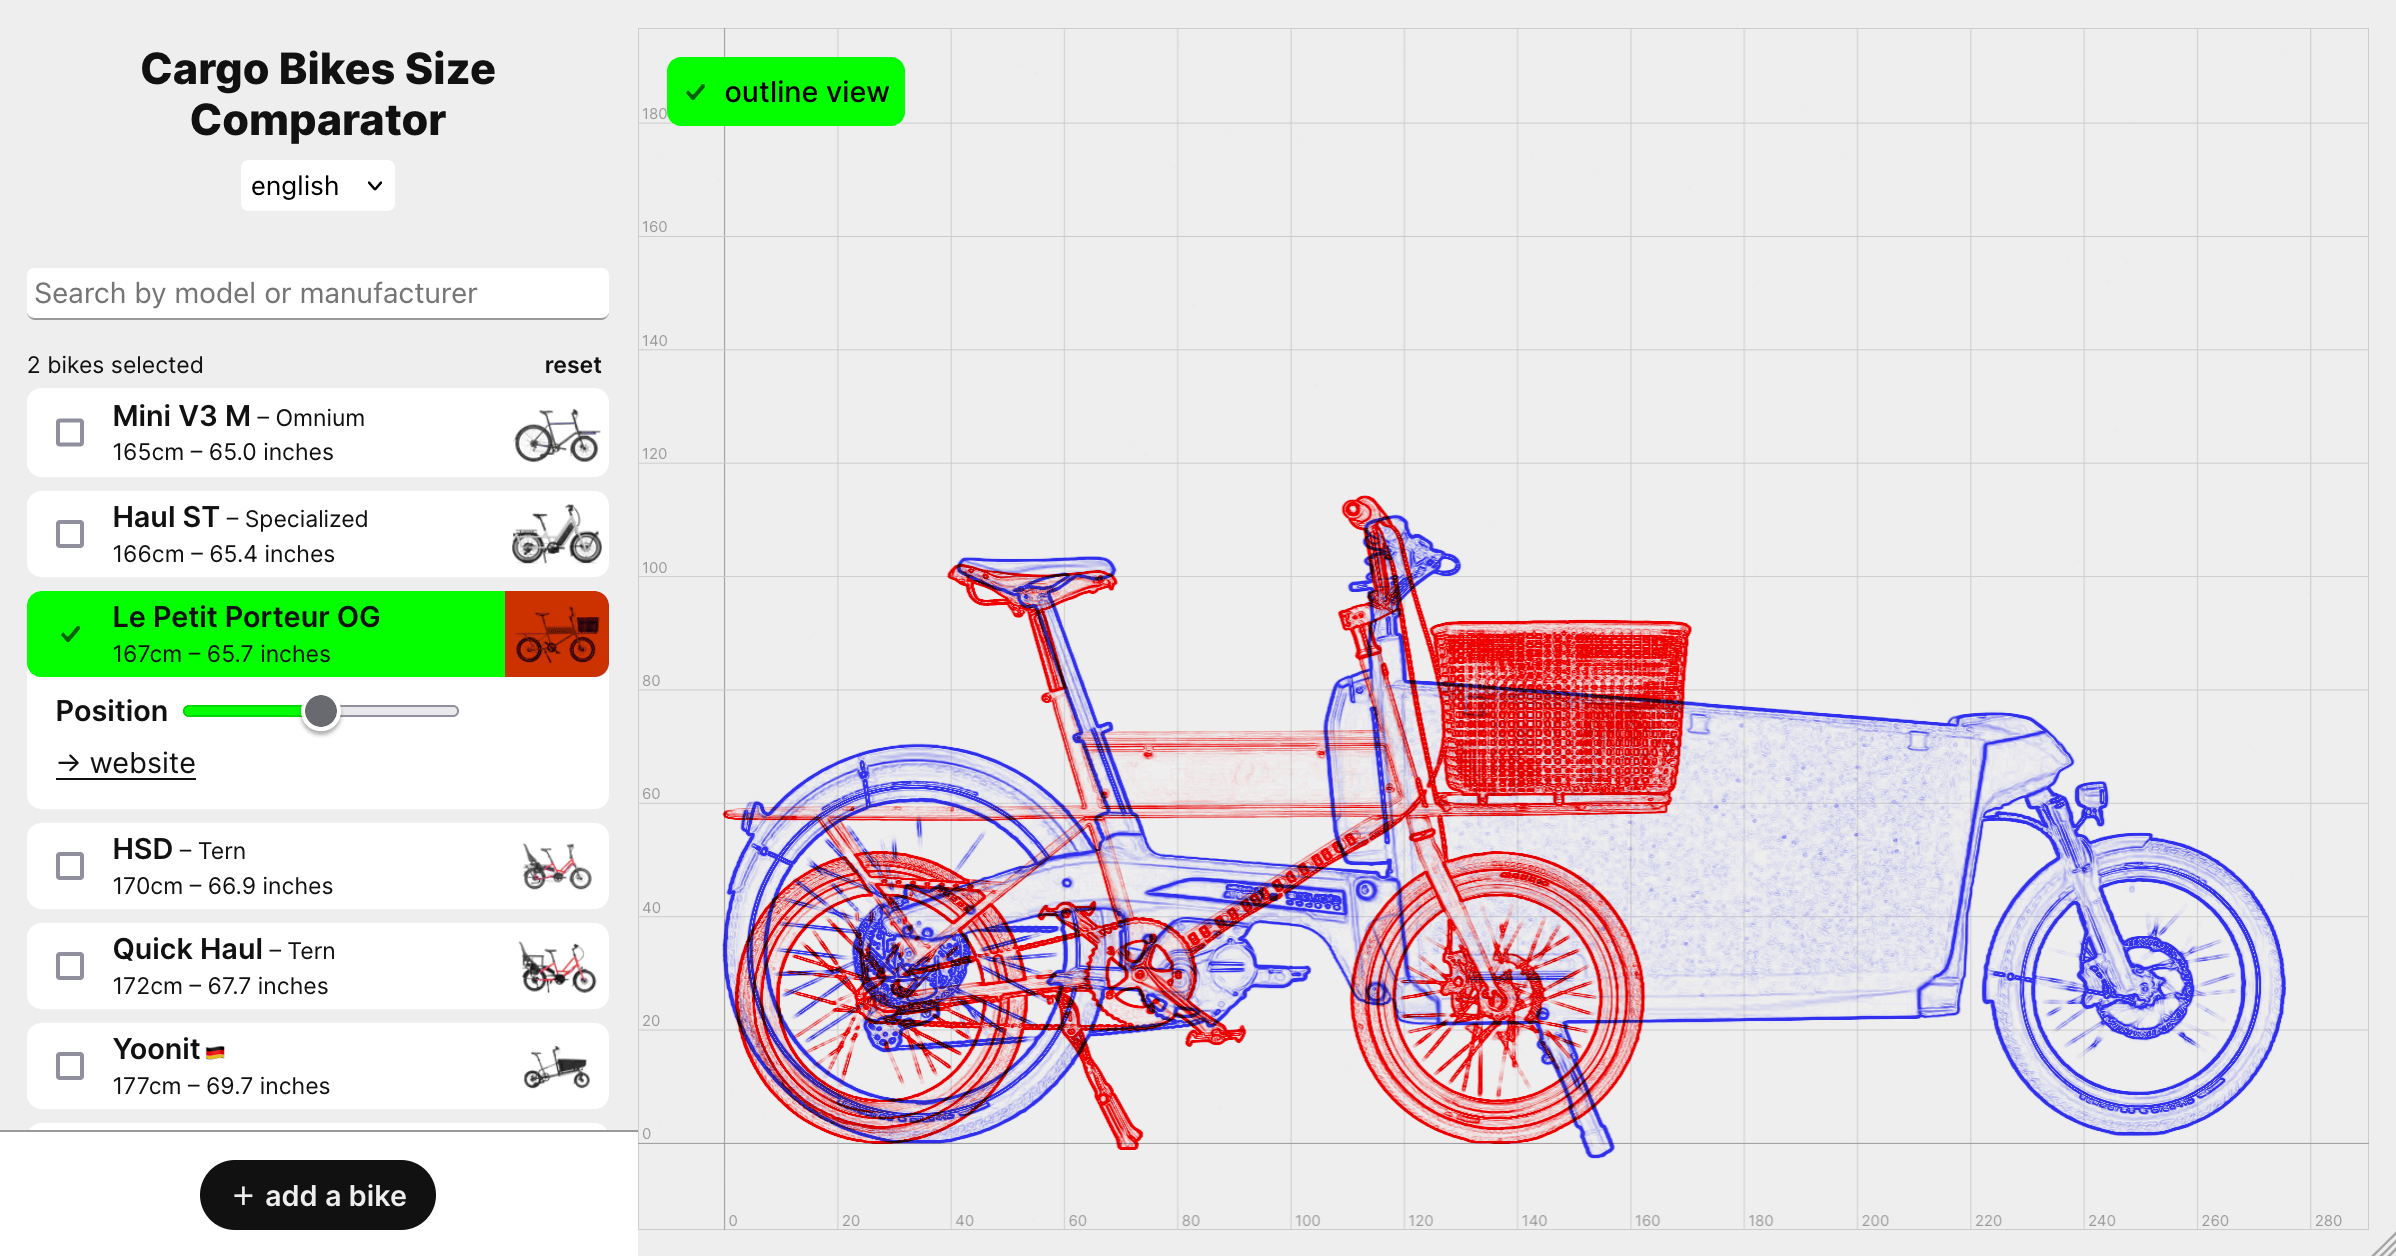 Cargo Bikes Size
Comparator
english
Search by model or manufacturer
2 bikes selected
reset
Mini V3 M – Omnium
165cm – 65.0 inches
Haul ST – Specialized
166cm – 65.4 inches
Le Petit Porteur OG
167cm – 65.7 inches
Position
→ website
HSD – Tern
170cm – 66.9 inches
Quick Haul – Tern
172cm – 67.7 inches
Yoonit 🇩🇪
177cm – 69.7 inches
+ add a bike
✓ outline view
180
160
140
120
100
80
60
40
20
0
0 20 40 60 80 100 120 140 160 180 200 220 240 260 280